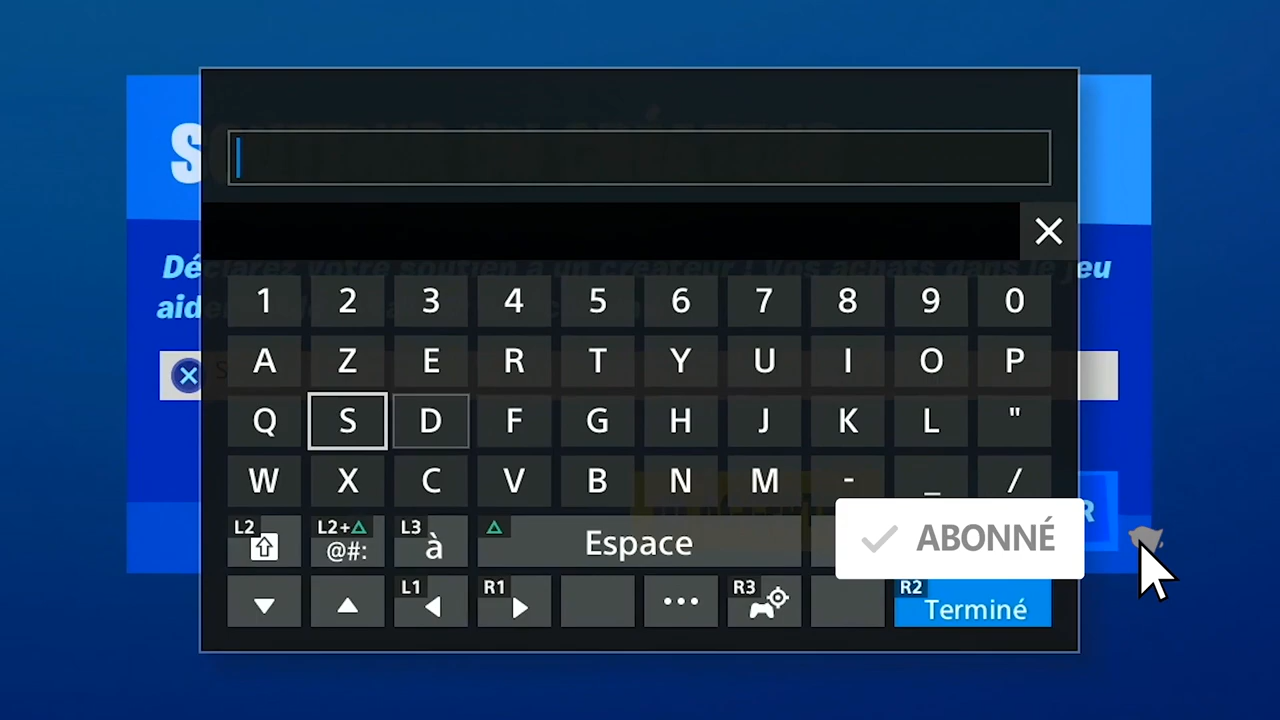 S
Déclarez votre soutien à un créateur ! Vos achats dans le jeu
aide
1 2 3 4 5 6 7 8 9 0
A Z E R T Y U I O P
Q S D F G H J K L "
W X C V B N M - _ /
L2 L2+△ @#: L3 à △ Espace
ABONNÉ
R
L1 R1 ... R3 R2 Terminé